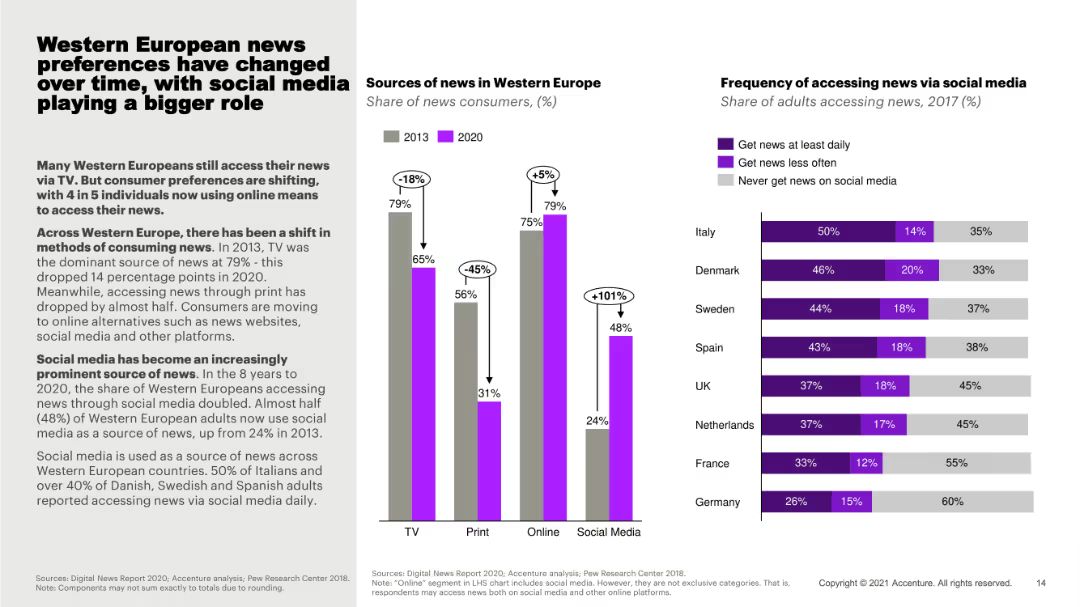 Western European news
preferences have changed
over time, with social media
playing a bigger role
Many Western Europeans still access their news
via TV. But consumer preferences are shifting,
with 4 in 5 individuals now using online means
to access their news.
Across Western Europe, there has been a shift in
methods of consuming news. In 2013, TV was
the dominant source of news at 79% - this
dropped 14 percentage points in 2020.
Meanwhile, accessing news through print has
dropped by almost half. Consumers are moving
to online alternatives such as news websites,
social media and other platforms.
Social media has become an increasingly
prominent source of news. In the 8 years to
2020, the share of Western Europeans accessing
news through social media doubled. Almost half
(48%) of Western European adults now use social
media as a source of news, up from 24% in 2013.
Social media is used as a source of news across
Western European countries. 50% of Italians and
over 40% of Danish, Swedish and Spanish adults
reported accessing news via social media daily.
Sources: Digital News Report 2020; Accenture analysis; Pew Research Center 2018.
Note: Components may not sum exactly to totals due to rounding.
Sources of news in Western Europe
Share of news consumers, (%)
2013 2020
-18% +5%
79% 75% 79%
65%
-45%
56%
31%
+101%
48%
24%
TV Print Online Social Media
Sources: Digital News Report 2020; Accenture analysis; Pew Research Center 2018.
Note: "Online" segment in LHS chart includes social media. However, they are not exclusive categories. That is,
respondents may access news both on social media and other online platforms.
Frequency of accessing news via social media
Share of adults accessing news, 2017 (%)
Get news at least daily
Get news less often
Never get news on social media
Italy 50% 14% 35%
Denmark 46% 20% 33%
Sweden 44% 18% 37%
Spain 43% 18% 38%
UK 37% 18% 45%
Netherlands 37% 17% 45%
France 33% 12% 55%
Germany 26% 15% 60%
Copyright © 2021 Accenture. All rights reserved. 14